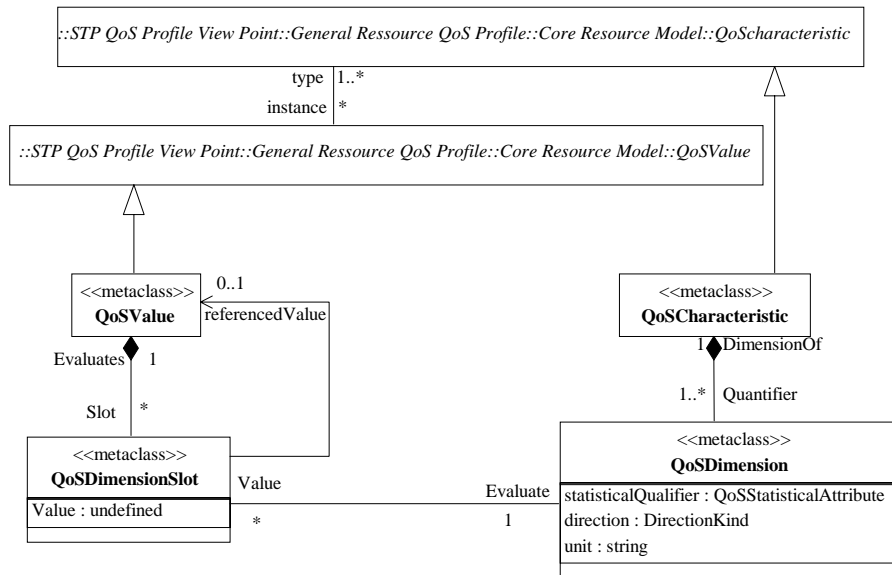 ::STP QoS Profile View Point::General Ressource QoS Profile::Core Resource Model::QoScharacteristic
type 1..*
instance *
::STP QoS Profile View Point::General Ressource QoS Profile::Core Resource Model::QoSValue
<<metaclass>>
QoSValue
0..1
referencedValue
<<metaclass>>
QoSCharacteristic
Evaluates 1
1 DimensionOf
Slot *
1..* Quantifier
<<metaclass>>
QoSDimensionSlot
Value : undefined
Value
*
Evaluate
1
<<metaclass>>
QoSDimension
statisticalQualifier : QoSStatisticalAttribute
direction : DirectionKind
unit : string